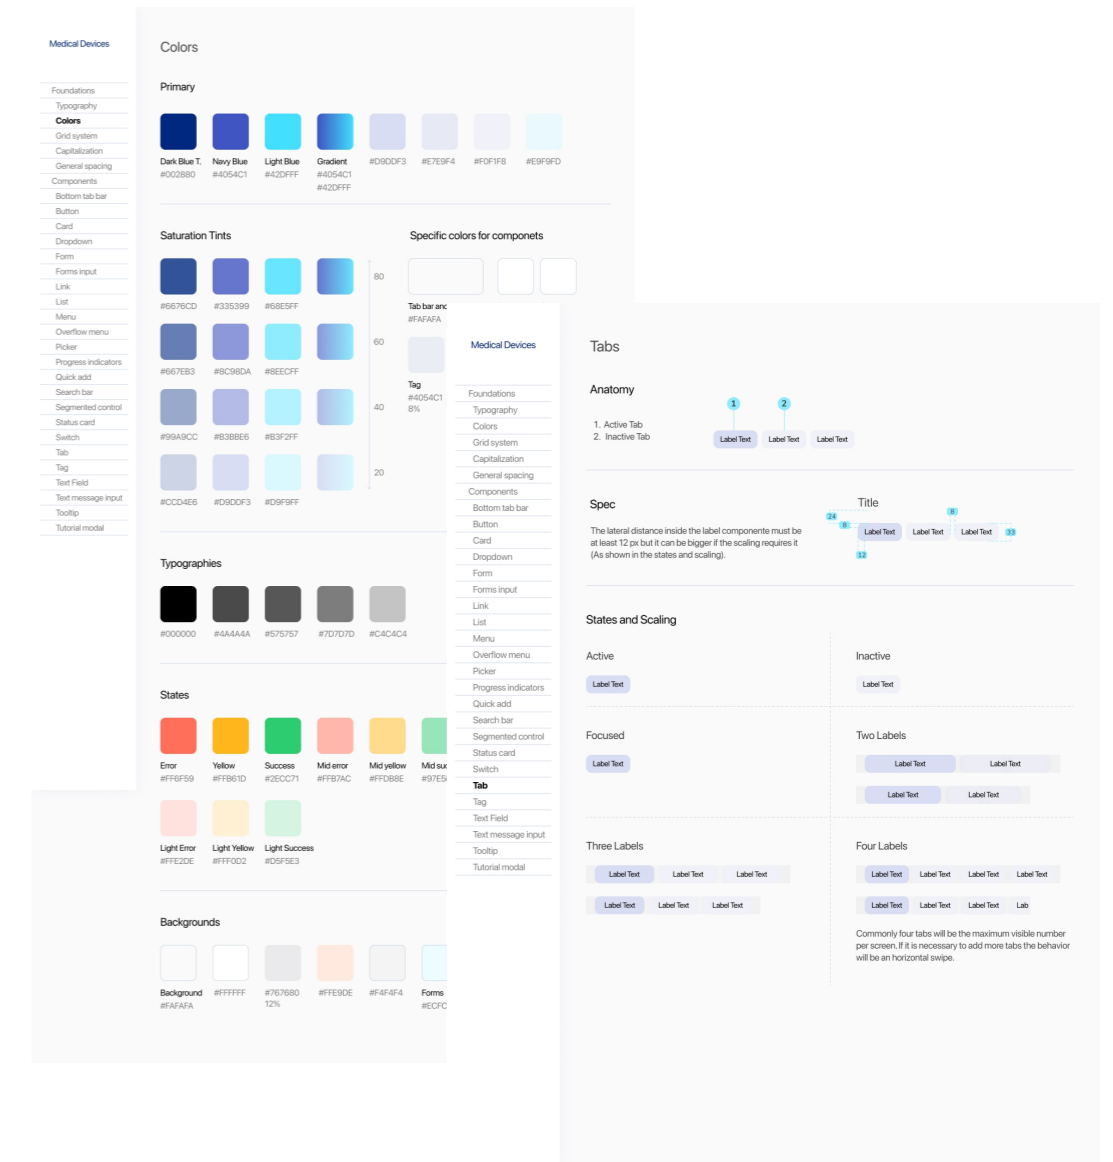 Medical Devices
Foundations
Typography
Colors
Grid system
Capitalization
General spacing
Components
Bottom tab bar
Button
Card
Dropdown
Form
Forms input
Link
List
Menu
Overflow menu
Picker
Progress indicators
Quick add
Search bar
Segmented control
Status card
Switch
Tab
Tag
Text Field
Text message input
Tooltip
Tutorial modal
Colors
Primary
Dark Blue T. Navy Blue Light Blue Gradient #D9DDF3 #E7E9F4 #F0F1F8 #E9F9FD
#002880 #4054C1 #42DFFF #4054C1
#42DFFF
Saturation Tints
80
#6676CD #335399 #68E5FF
60
#667EB3 #8C98DA #8EECFF
40
#99A9CC #B3BBE6 #B3F2FF
20
#CCD4E6 #D9DDF3 #D9F9FF
Specific colors for componets
Tab bar and
#FAFAFA
Tag
#4054C1
8%
Typographies
#000000 #4A4A4A #575757 #7D7D7D #C4C4C4
States
Error Yellow Success Mid error Mid yellow Mid suc
#FF6F59 #FFB61D #2ECC71 #FFB7AC #FFDB8E #97E5
Light Error Light Yellow Light Success
#FFE2DE #FFF0D2 #D5F5E3
Backgrounds
Background #FFFFFF #767680 #FFE9DE #F4F4F4 Forms
#FAFAFA 12% #ECFC
Medical Devices
Foundations
Typography
Colors
Grid system
Capitalization
General spacing
Components
Bottom tab bar
Button
Card
Dropdown
Form
Forms input
Link
List
Menu
Overflow menu
Picker
Progress indicators
Quick add
Search bar
Segmented control
Status card
Switch
Tab
Tag
Text Field
Text message input
Tooltip
Tutorial modal
Tabs
Anatomy
1 2
1. Active Tab
2. Inactive Tab
Label Text Label Text Label Text
Spec
The lateral distance inside the label componente must be
at least 12 px but it can be bigger if the scaling requires it
(As shown in the states and scaling).
Title
24 8 8
Label Text Label Text Label Text 33
12
States and Scaling
Active
Label Text
Inactive
Label Text
Focused
Label Text
Two Labels
Label Text Label Text
Label Text Label Text
Three Labels
Label Text Label Text Label Text
Label Text Label Text Label Text
Four Labels
Label Text Label Text Label Text Label Text
Label Text Label Text Label Text Lab
Commonly four tabs will be the maximum visible number
per screen. If it is necessary to add more tabs the behavior
will be an horizontal swipe.